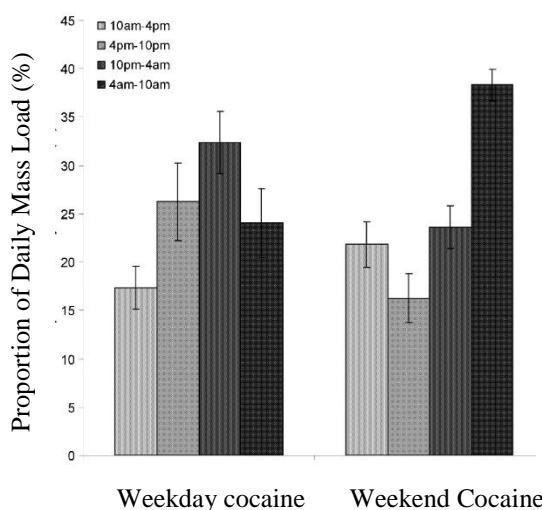 Proportion of Daily Mass Load (%)
45
40
35
30
25
20
15
10
5
0
10am-4pm
4pm-10pm
10pm-4am
4am-10am
Weekday cocaine Weekend Cocaine